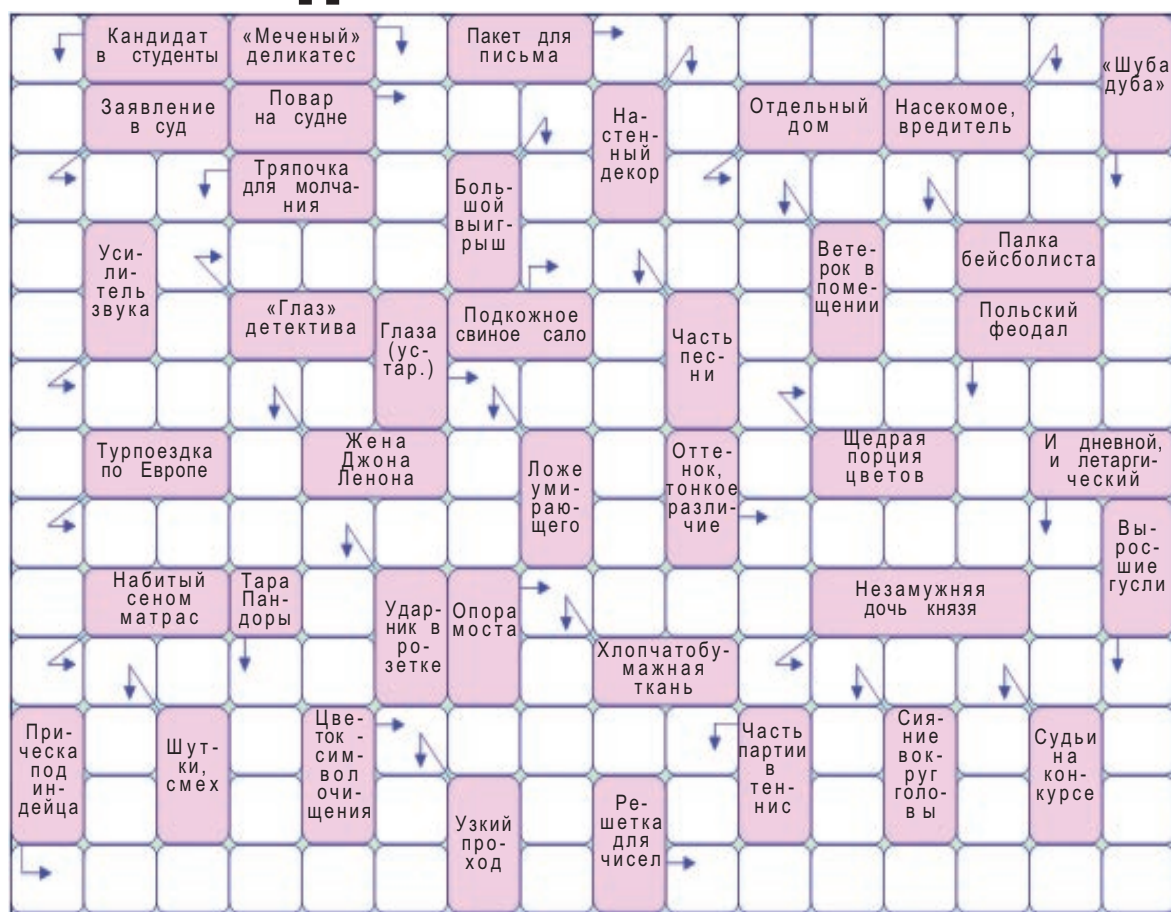 Кандидат
в студенты
«Меченый»
деликатес
Пакет для
письма
«Шуба
дуба»
Заявление
в суд
Повар
на судне
На-
стен-
ный
декор
Отдельный
дом
Насекомое,
вредитель
Тряпочка
для молча-
ния
Боль-
шой
выиг-
рыш
Уси-
ли-
тель
звука
Вете-
рок в
поме-
щении
Палка
бейсболиста
«Глаз»
детектива
Глаза
(ус-
тар.)
Подкожное
свиное сало
Часть
пес-
ни
Польский
феодал
Турпоездка
по Европе
Жена
Джона
Ленона
Ложе
уми-
раю-
щего
Отте-
нок,
тонкое
разли-
чие
Щедрая
порция
цветов
И дневной,
и летарги-
ческий
Вы-
рос-
шие
гусли
Набитый
сеном
матрас
Тара
Пан-
доры
Удар-
ник в
ро-
зетке
Опора
моста
Незамужняя
дочь князя
Хлопчатобу-
мажная
ткань
При-
ческа
под
ин-
дейца
Шут-
ки,
смех
Цве-
ток -
сим-
вол
очи-
щения
Часть
партии
в
тен-
нис
Сия-
ние
вок-
руг
голо-
вы
Судьи
на
кон-
курсе
Узкий
про-
ход
Ре-
шетка
для
чисел